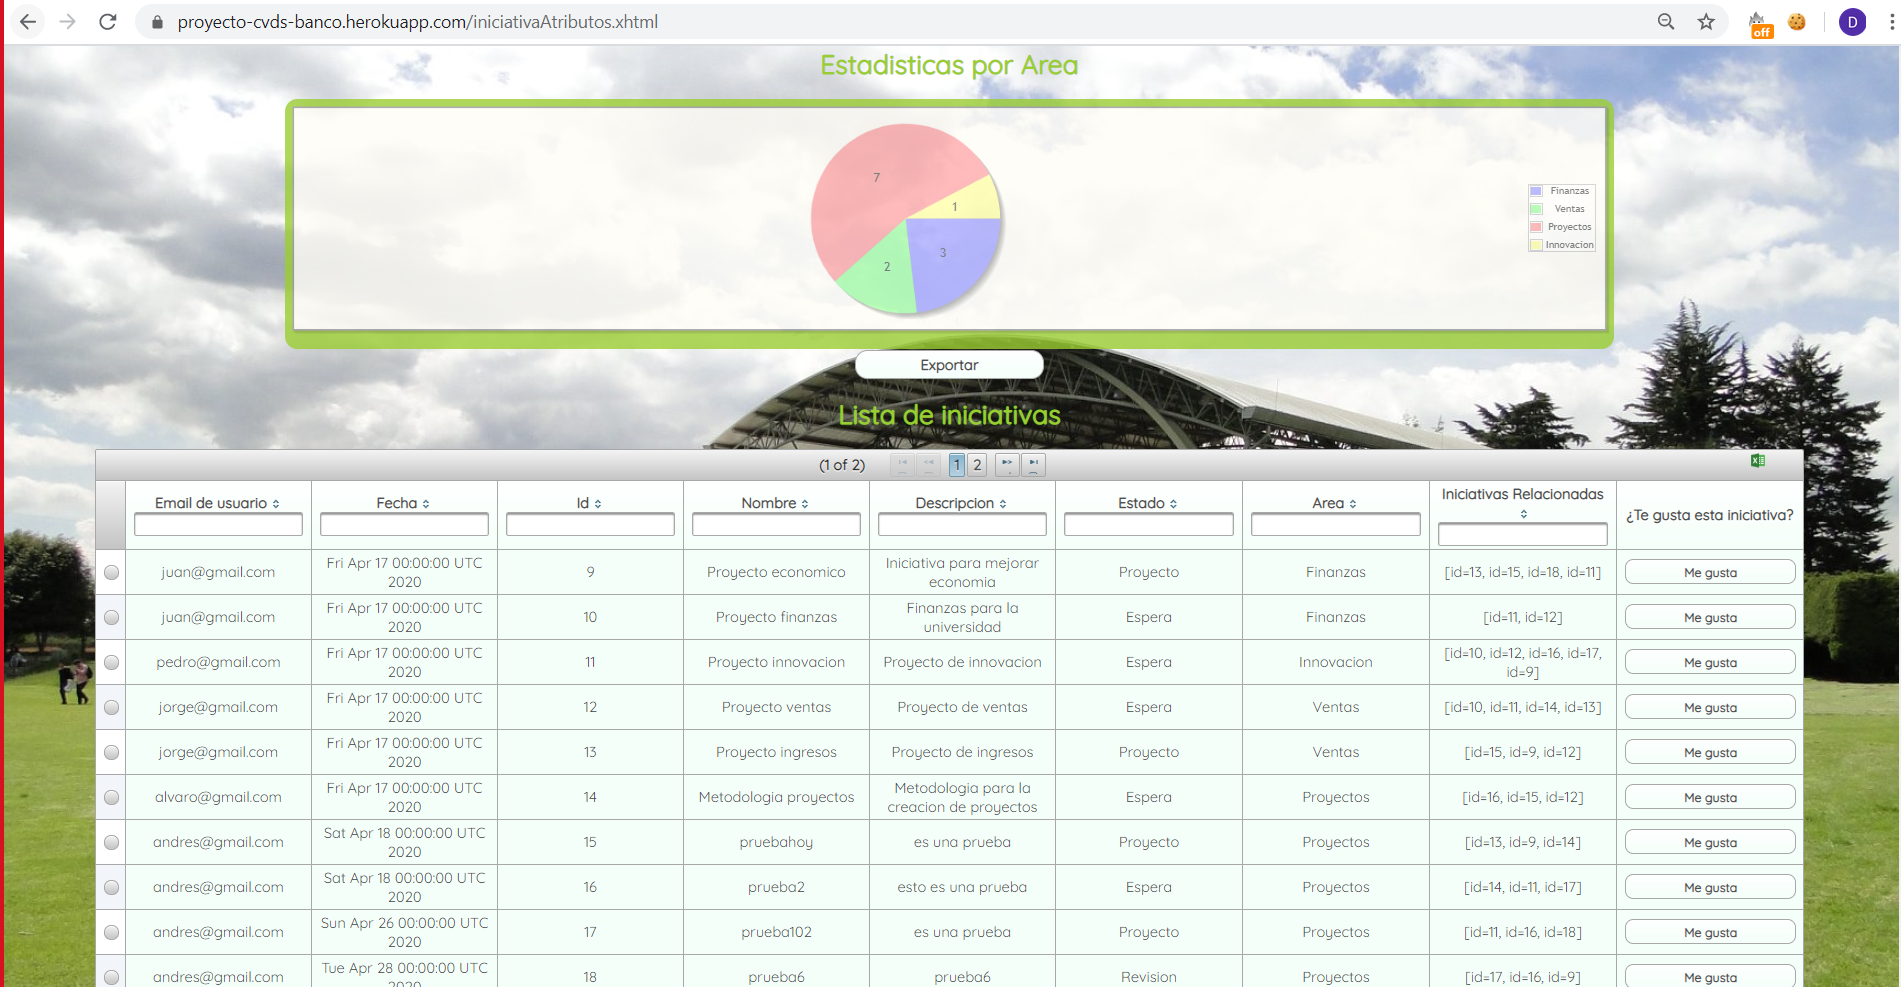 proyecto-cvds-banco.herokuapp.com/iniciativaAtributos.xhtml
off
D
Estadisticas por Area
7
1
3
2
Finanzas
Ventas
Proyectos
Innovacion
Exportar
Lista de iniciativas
(1 of 2) 1 2
Email de usuario Fecha Id Nombre Descripcion Estado Area Iniciativas Relacionadas ¿Te gusta esta iniciativa?
juan@gmail.com Fri Apr 17 00:00:00 UTC 2020 9 Proyecto economico Iniciativa para mejorar economia Proyecto Finanzas [id=13, id=15, id=18, id=11] Me gusta
juan@gmail.com Fri Apr 17 00:00:00 UTC 2020 10 Proyecto finanzas Finanzas para la universidad Espera Finanzas [id=11, id=12] Me gusta
pedro@gmail.com Fri Apr 17 00:00:00 UTC 2020 11 Proyecto innovacion Proyecto de innovacion Espera Innovacion [id=10, id=12, id=16, id=17, id=9] Me gusta
jorge@gmail.com Fri Apr 17 00:00:00 UTC 2020 12 Proyecto ventas Proyecto de ventas Espera Ventas [id=10, id=11, id=14, id=13] Me gusta
jorge@gmail.com Fri Apr 17 00:00:00 UTC 2020 13 Proyecto ingresos Proyecto de ingresos Proyecto Ventas [id=15, id=9, id=12] Me gusta
alvaro@gmail.com Fri Apr 17 00:00:00 UTC 2020 14 Metodologia proyectos Metodologia para la creacion de proyectos Espera Proyectos [id=16, id=15, id=12] Me gusta
andres@gmail.com Sat Apr 18 00:00:00 UTC 2020 15 pruebahoy es una prueba Proyecto Proyectos [id=13, id=9, id=14] Me gusta
andres@gmail.com Sat Apr 18 00:00:00 UTC 2020 16 prueba2 esto es una prueba Espera Proyectos [id=14, id=11, id=17] Me gusta
andres@gmail.com Sun Apr 26 00:00:00 UTC 2020 17 prueba102 es una prueba Proyecto Proyectos [id=11, id=16, id=18] Me gusta
andres@gmail.com Tue Apr 28 00:00:00 UTC 2020 18 prueba6 prueba6 Revision Proyectos [id=17, id=16, id=9] Me gusta